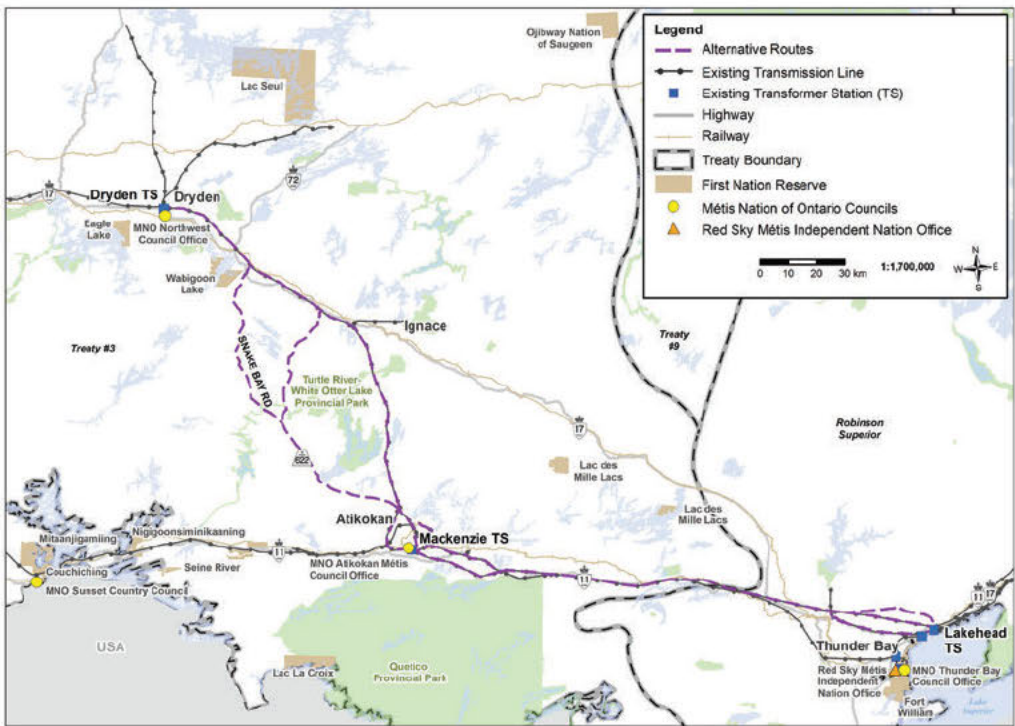 Ojibway Nation
of Saugeen
Lac Seul
Legend
Alternative Routes
Existing Transmission Line
Existing Transformer Station (TS)
Highway
Railway
Treaty Boundary
First Nation Reserve
Métis Nation of Ontario Councils
Red Sky Métis Independent Nation Office
0 10 20 30 km
1:1,700,000
N
W E
S
17
Dryden TS
Dryden
72
MNO Northwest
Council Office
Eagle
Lake
Wabigoon
Lake
Ignace
Treaty #3
SNAKE BAY RD
Turtle River-
White Otter Lake
Provincial Park
Treaty
#9
Robinson
Superior
17
622
Lac des
Mille Lacs
Lac des
Mille Lacs
Atikokan
Mackenzie TS
Mitaanjigamiing
Nigigoonsiminikaaning
11
MNO Atikokan Métis
Council Office
Seine River
Couchiching
MNO Susset Country Council
11
11
17
Lakehead
TS
Thunder Bay
Red Sky Métis
Independent
Nation Office
MNO Thunder Bay
Council Office
Fort
William
Lake
Superior
USA
Lac La Croix
Quetico
Provincial Park